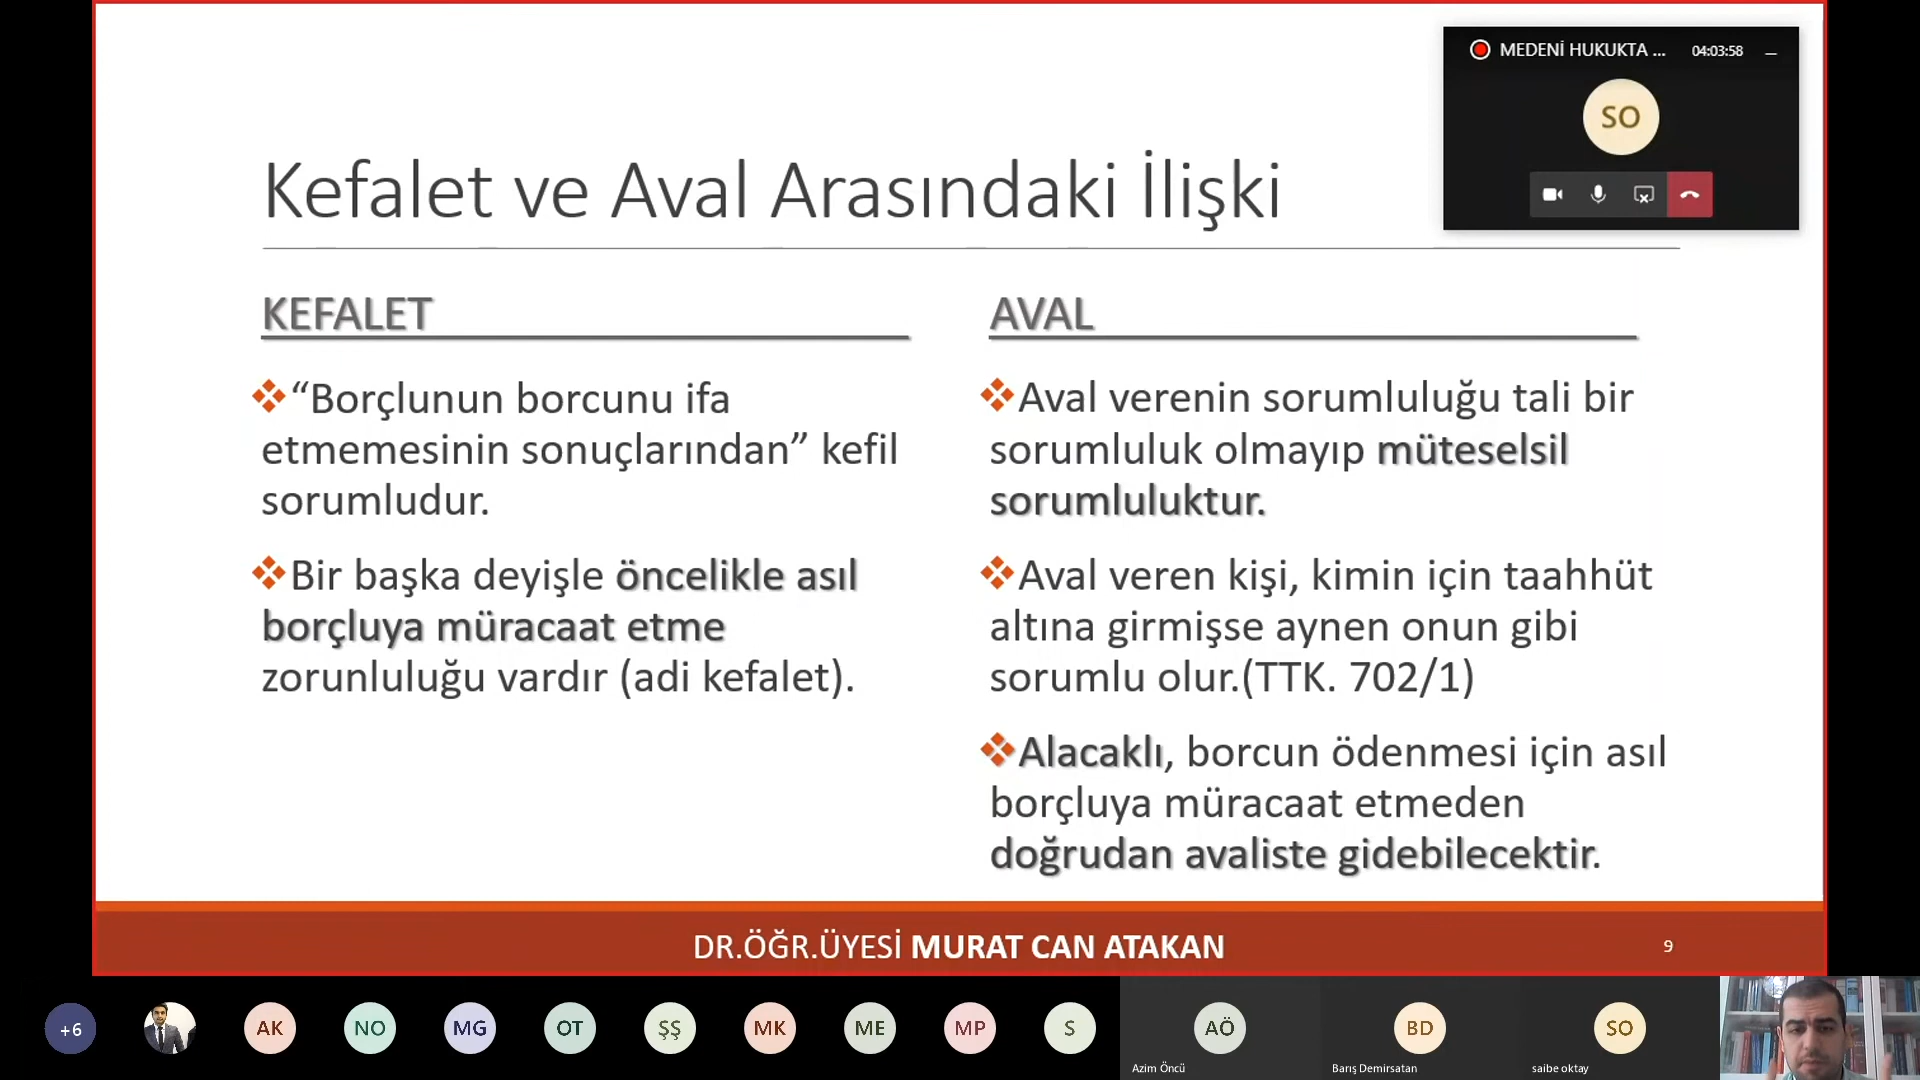 MEDENİ HUKUKTA ...
04:03:58
SO
Kefalet ve Aval Arasındaki İlişki
KEFALET
“Borçlunun borcunu ifa
etmemesinin sonuçlarından” kefil
sorumludur.
Bir başka deyişle öncelikle asıl
borçluya müracaat etme
zorunluluğu vardır (adi kefalet).
AVAL
Aval verenin sorumluluğu tali bir
sorumluluk olmayıp müteselsil
sorumluluktur.
Aval veren kişi, kimin için taahhüt
altına girmişse aynen onun gibi
sorumlu olur.(TTK. 702/1)
Alacaklı, borcun ödenmesi için asıl
borçluya müracaat etmeden
doğrudan avaliste gidebilecektir.
DR.ÖĞR.ÜYESİ MURAT CAN ATAKAN
9
+6
AK
NO
MG
OT
ŞŞ
MK
ME
MP
S
AÖ
Azim Öncü
BD
Barış Demirsatan
SO
saibe oktay